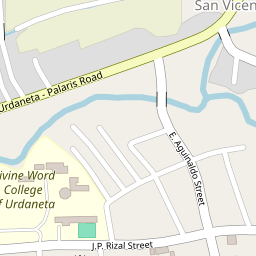 San Vicen
Urdaneta - Palaris Road
E. Aguinaldo Street
ivine Word
College
f Urdaneta
J.P. Rizal Street